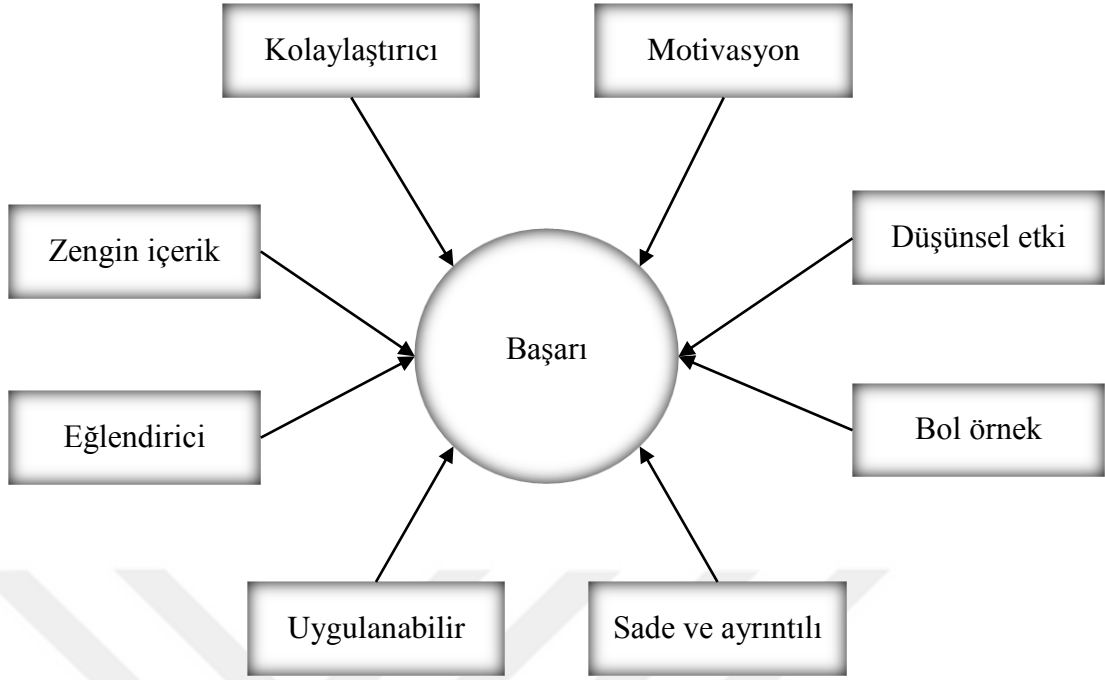 Kolaylaştırıcı
Motivasyon
Zengin içerik
Düşünsel etki
Başarı
Eğlendirici
Bol örnek
Uygulanabilir
Sade ve ayrıntılı